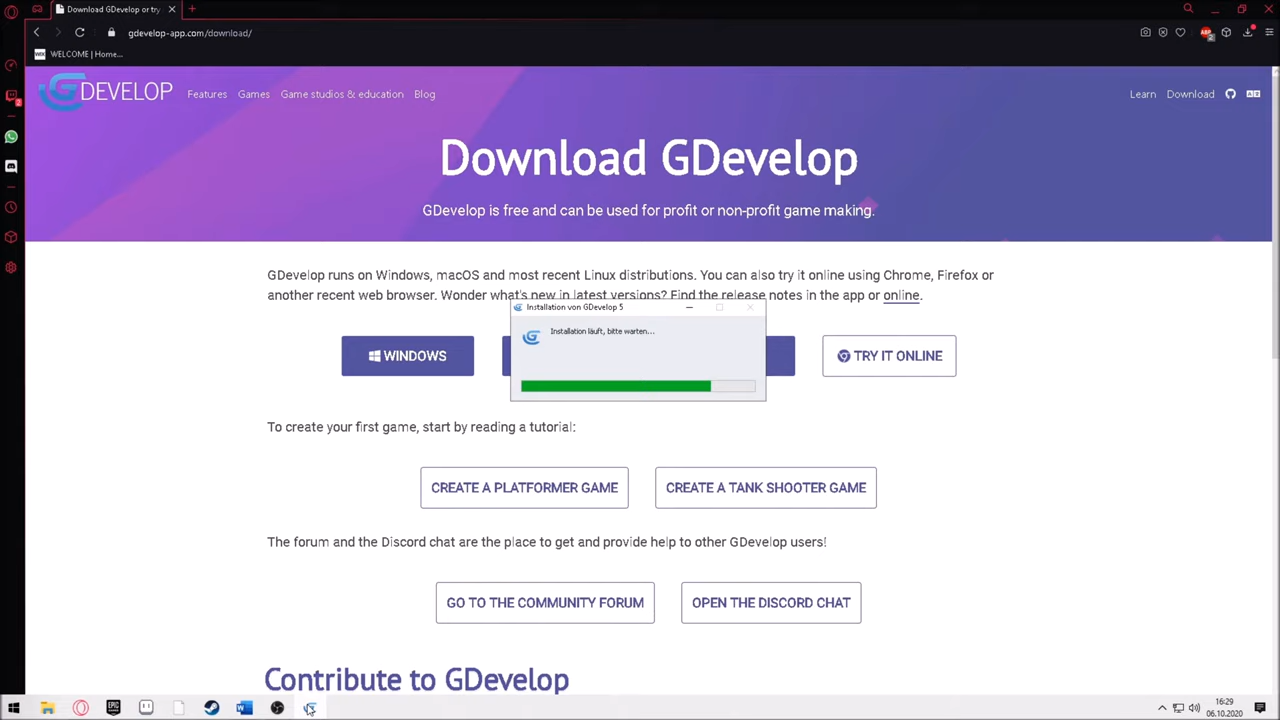 Download GDevelop or try
gdevelop-app.com/download/
WELCOME | Home...
GDEVELOP
Features
Games
Game studios & education
Blog
Learn
Download
Download GDevelop
GDevelop is free and can be used for profit or non-profit game making.
GDevelop runs on Windows, macOS and most recent Linux distributions. You can also try it online using Chrome, Firefox or
another recent web browser. Wonder what's new in latest versions? Find the release notes in the app or online.
Installation von GDevelop 5
Installation läuft, bitte warten...
WINDOWS
TRY IT ONLINE
To create your first game, start by reading a tutorial:
CREATE A PLATFORMER GAME
CREATE A TANK SHOOTER GAME
The forum and the Discord chat are the place to get and provide help to other GDevelop users!
GO TO THE COMMUNITY FORUM
OPEN THE DISCORD CHAT
Contribute to GDevelop
16:29
06.10.2020